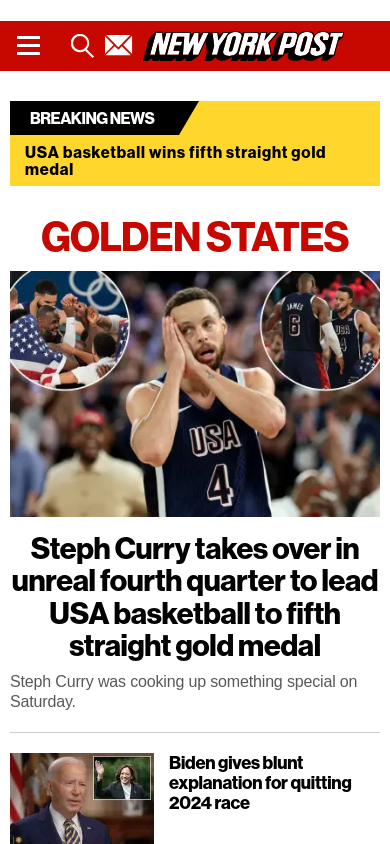 NEW YORK POST
BREAKING NEWS
USA basketball wins fifth straight gold
medal
GOLDEN STATES
JAMES
6
USA
4
USA
4
Steph Curry takes over in
unreal fourth quarter to lead
USA basketball to fifth
straight gold medal
Steph Curry was cooking up something special on
Saturday.
Biden gives blunt
explanation for quitting
2024 race